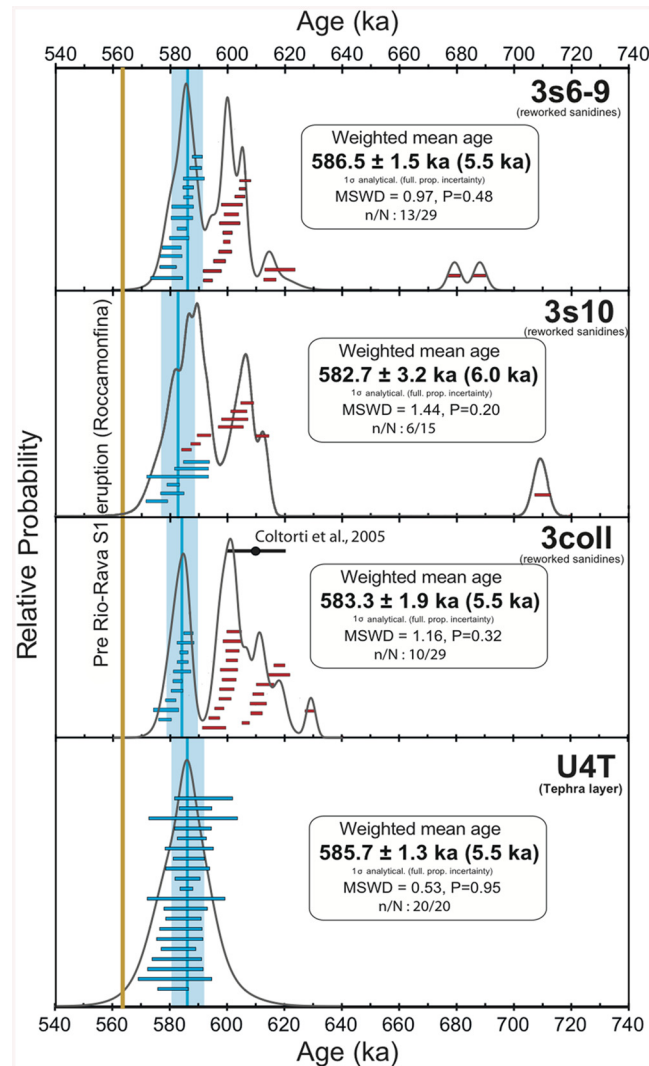 Age (ka)
540 560 580 600 620 640 660 680 700 720 740
3s6-9
(reworked sanidines)
Weighted mean age
586.5 ± 1.5 ka (5.5 ka)
1σ analytical. (full. prop. incertainty)
MSWD = 0.97, P=0.48
n/N : 13/29
3s10
(reworked sanidines)
Weighted mean age
582.7 ± 3.2 ka (6.0 ka)
1σ analytical. (full. prop. incertainty)
MSWD = 1.44, P=0.20
n/N : 6/15
Relative Probability
Pre Rio-Rava S1 eruption (Roccamonfina)
Coltorti et al., 2005
3coll
(reworked sanidines)
Weighted mean age
583.3 ± 1.9 ka (5.5 ka)
1σ analytical. (full. prop. incertainty)
MSWD = 1.16, P=0.32
n/N : 10/29
U4T
(Tephra layer)
Weighted mean age
585.7 ± 1.3 ka (5.5 ka)
1σ analytical. (full. prop. incertainty)
MSWD = 0.53, P=0.95
n/N : 20/20
540 560 580 600 620 640 660 680 700 720 740
Age (ka)